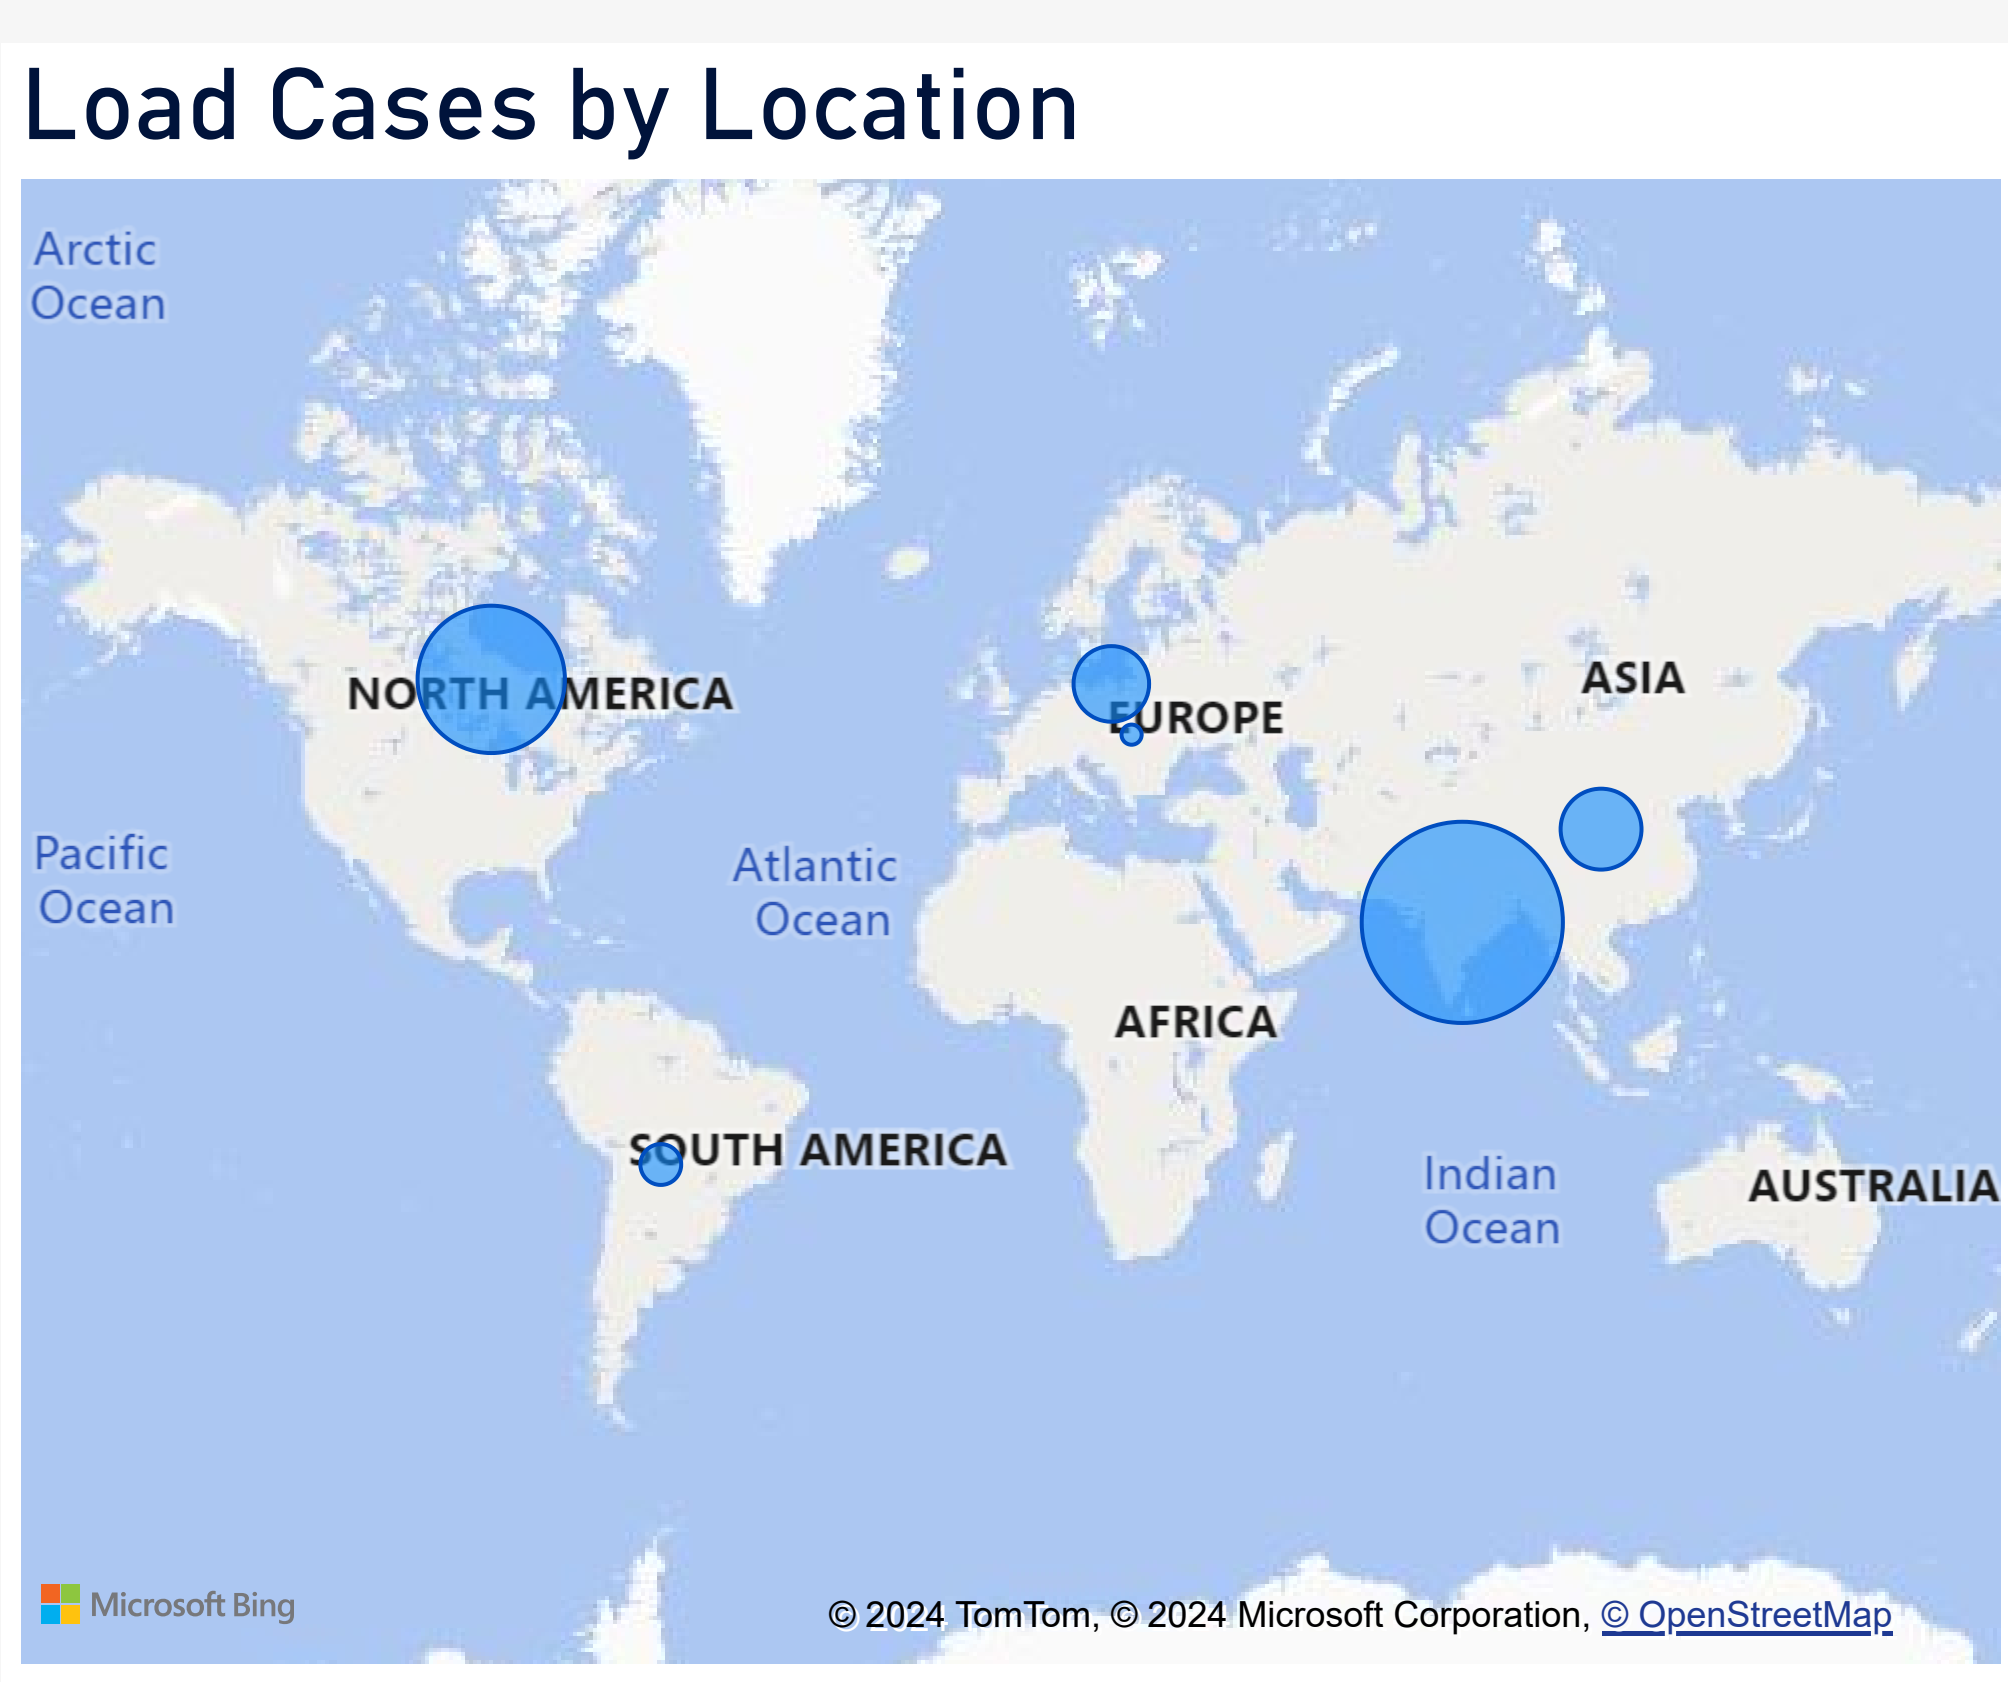 Load Cases by Location
Arctic
Ocean
NORTH AMERICA
EUROPE
ASIA
Pacific
Ocean
Atlantic
Ocean
AFRICA
SOUTH AMERICA
Indian
Ocean
AUSTRALIA
Microsoft Bing
© 2024 TomTom, © 2024 Microsoft Corporation, © OpenStreetMap